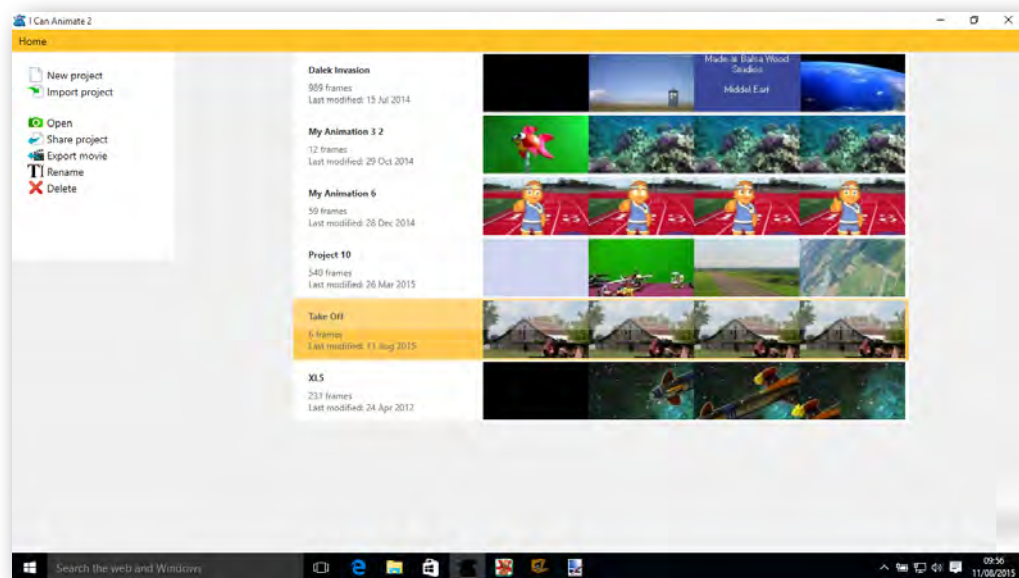 I Can Animate 2
Home
New project
Import project
Open
Share project
Export movie
Rename
Delete
Dalek Invasion
989 frames
Last modified: 15 Jul 2014
My Animation 3 2
12 frames
Last modified: 29 Oct 2014
My Animation 6
59 frames
Last modified: 28 Dec 2014
Project 10
540 frames
Last modified: 26 Mar 2015
Take Off
6 frames
Last modified: 11 Aug 2015
XL5
231 frames
Last modified: 24 Apr 2012
Made at Balsa Wood
Studios
Middel Eart
Search the web and Windows
09:56
11/08/2015